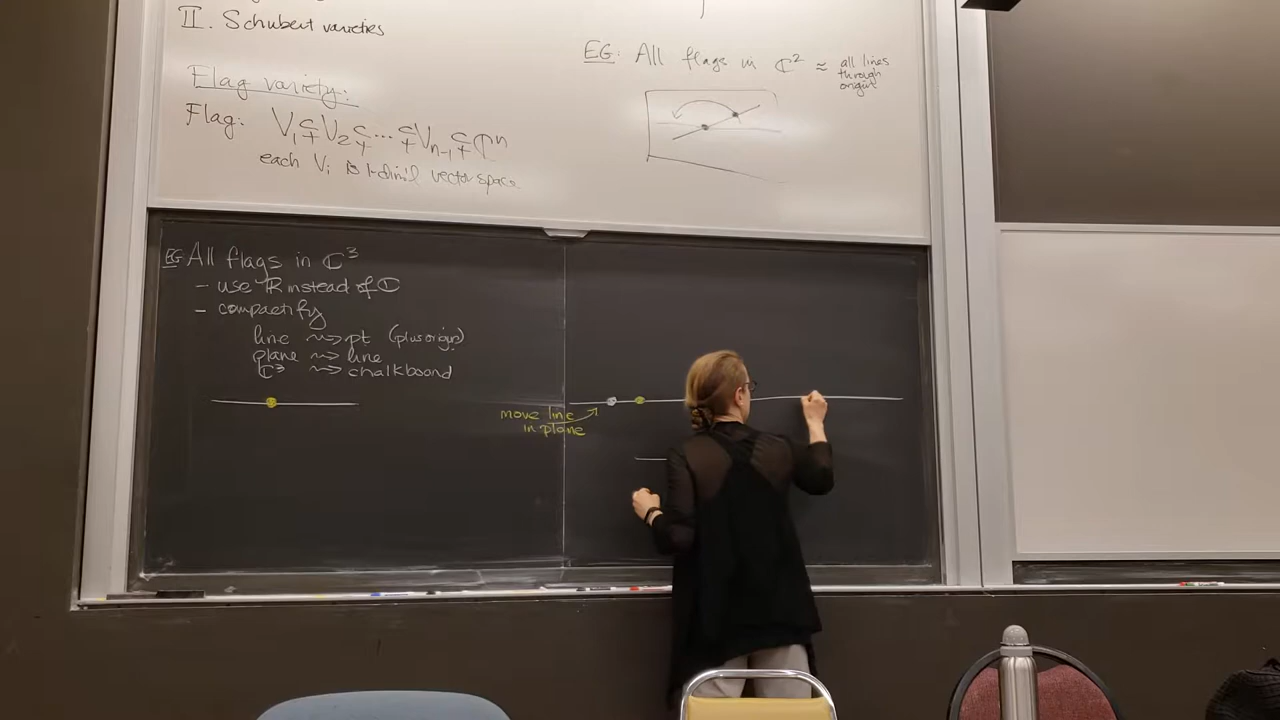 II. Schubert varieties
Flag variety:
Flag: V₁ ⊊ V₂ ⊊ ... ⊊ Vₙ₋₁ ⊊ ℂⁿ
each Vᵢ is i-dim'l vector space
EG: All flags in ℂ² ≈ all lines
through
origin
EG All flags in ℂ³
- use ℝ instead of ℂ
- compactify
line ⇝ pt (plus origin)
plane ⇝ line
ℂ³ ⇝ chalkboard
move line
in plane